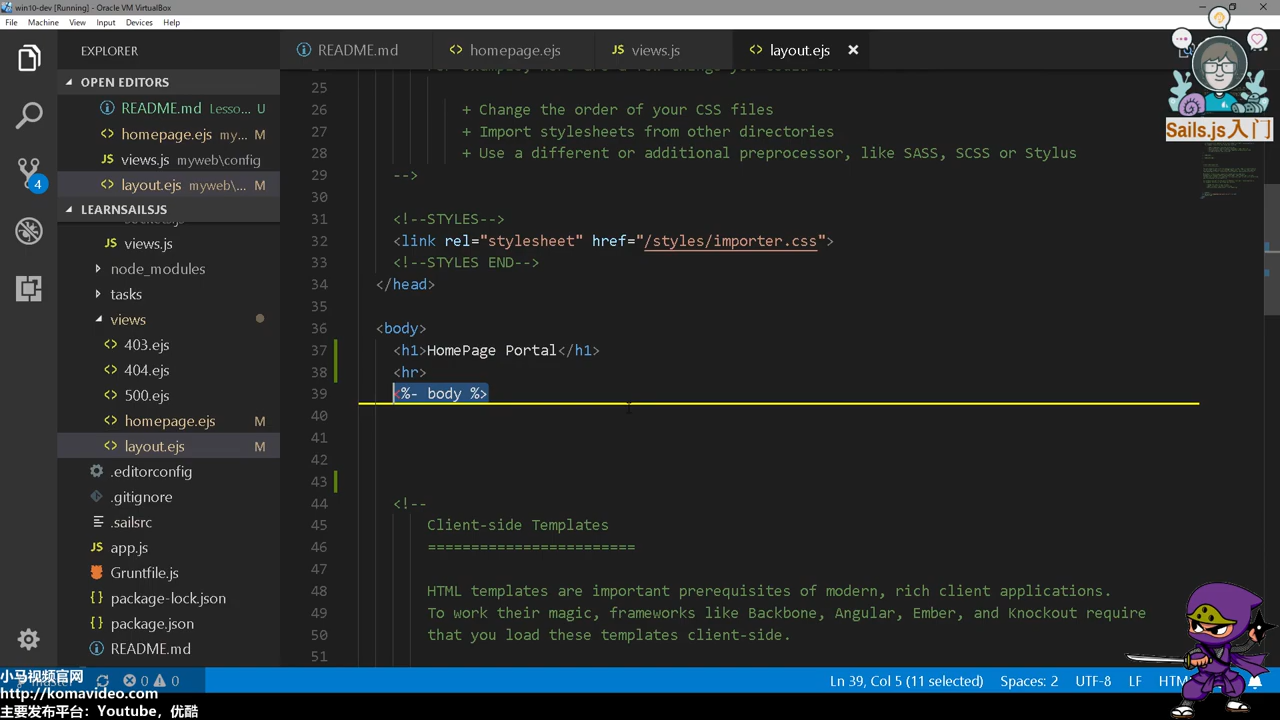 win10-dev [Running] - Oracle VM VirtualBox
File Machine View Input Devices Help
EXPLORER
README.md
homepage.ejs
views.js
layout.ejs
OPEN EDITORS
README.md Lesso... U
homepage.ejs my... M
views.js myweb\config
layout.ejs myweb\... M
LEARNSAILSJS
views.js
node_modules
tasks
views
403.ejs
404.ejs
500.ejs
homepage.ejs M
layout.ejs M
.editorconfig
.gitignore
.sailsrc
app.js
Gruntfile.js
package-lock.json
package.json
README.md
4
25
26 + Change the order of your CSS files
27 + Import stylesheets from other directories
28 + Use a different or additional preprocessor, like SASS, SCSS or Stylus
29 -->
30
31 <!--STYLES-->
32 <link rel="stylesheet" href="/styles/importer.css">
33 <!--STYLES END-->
34 </head>
35
36 <body>
37 <h1>HomePage Portal</h1>
38 <hr>
39 <%- body %>
40
41
42
43
44 <!--
45 Client-side Templates
46 ========================
47
48 HTML templates are important prerequisites of modern, rich client applications.
49 To work their magic, frameworks like Backbone, Angular, Ember, and Knockout require
50 that you load these templates client-side.
51
Sails.js入门
小马视频官网
http://komavideo.com
主要发布平台：Youtube，优酷
0 0
Ln 39, Col 5 (11 selected) Spaces: 2 UTF-8 LF HTM